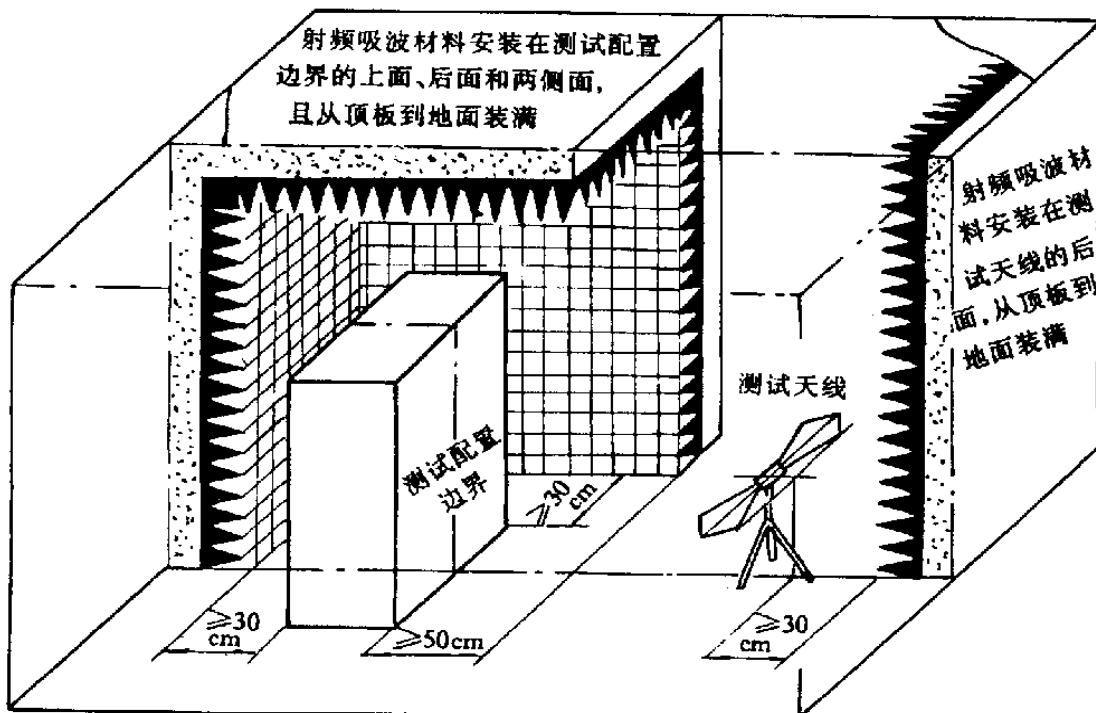 射频吸波材料安装在测试配置
边界的上面、后面和两侧面,
且从顶板到地面装满
射频吸波材
料安装在测
试天线的后
面,从顶板到
地面装满
测试天线
测试配置
边界
≥30
cm
≥30
cm
≥50cm
≥30
cm